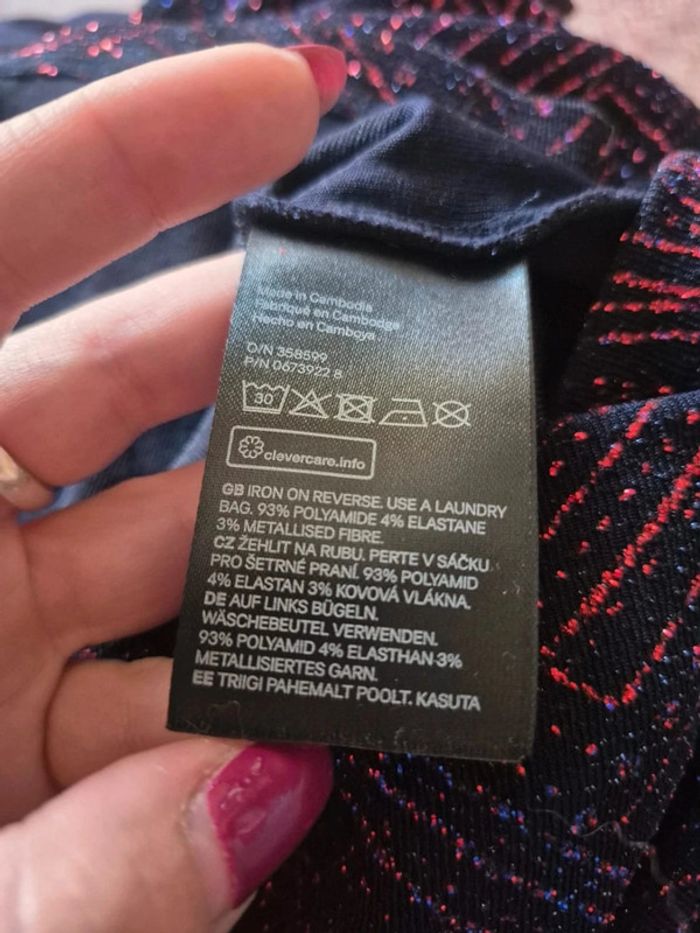 Made in Cambodia
Fabriqué en Cambodge
Hecho en Camboya
O/N 358599
P/N 0673922 8
30
clevercare.info
GB IRON ON REVERSE. USE A LAUNDRY
BAG. 93% POLYAMIDE 4% ELASTANE
3% METALLISED FIBRE.
CZ ŽEHLIT NA RUBU. PERTE V SÁČKU
PRO ŠETRNÉ PRANÍ. 93% POLYAMID
4% ELASTAN 3% KOVOVÁ VLÁKNA.
DE AUF LINKS BÜGELN.
WÄSCHEBEUTEL VERWENDEN.
93% POLYAMID 4% ELASTHAN 3%
METALLISIERTES GARN.
EE TRIIGI PAHEMALT POOLT. KASUTA